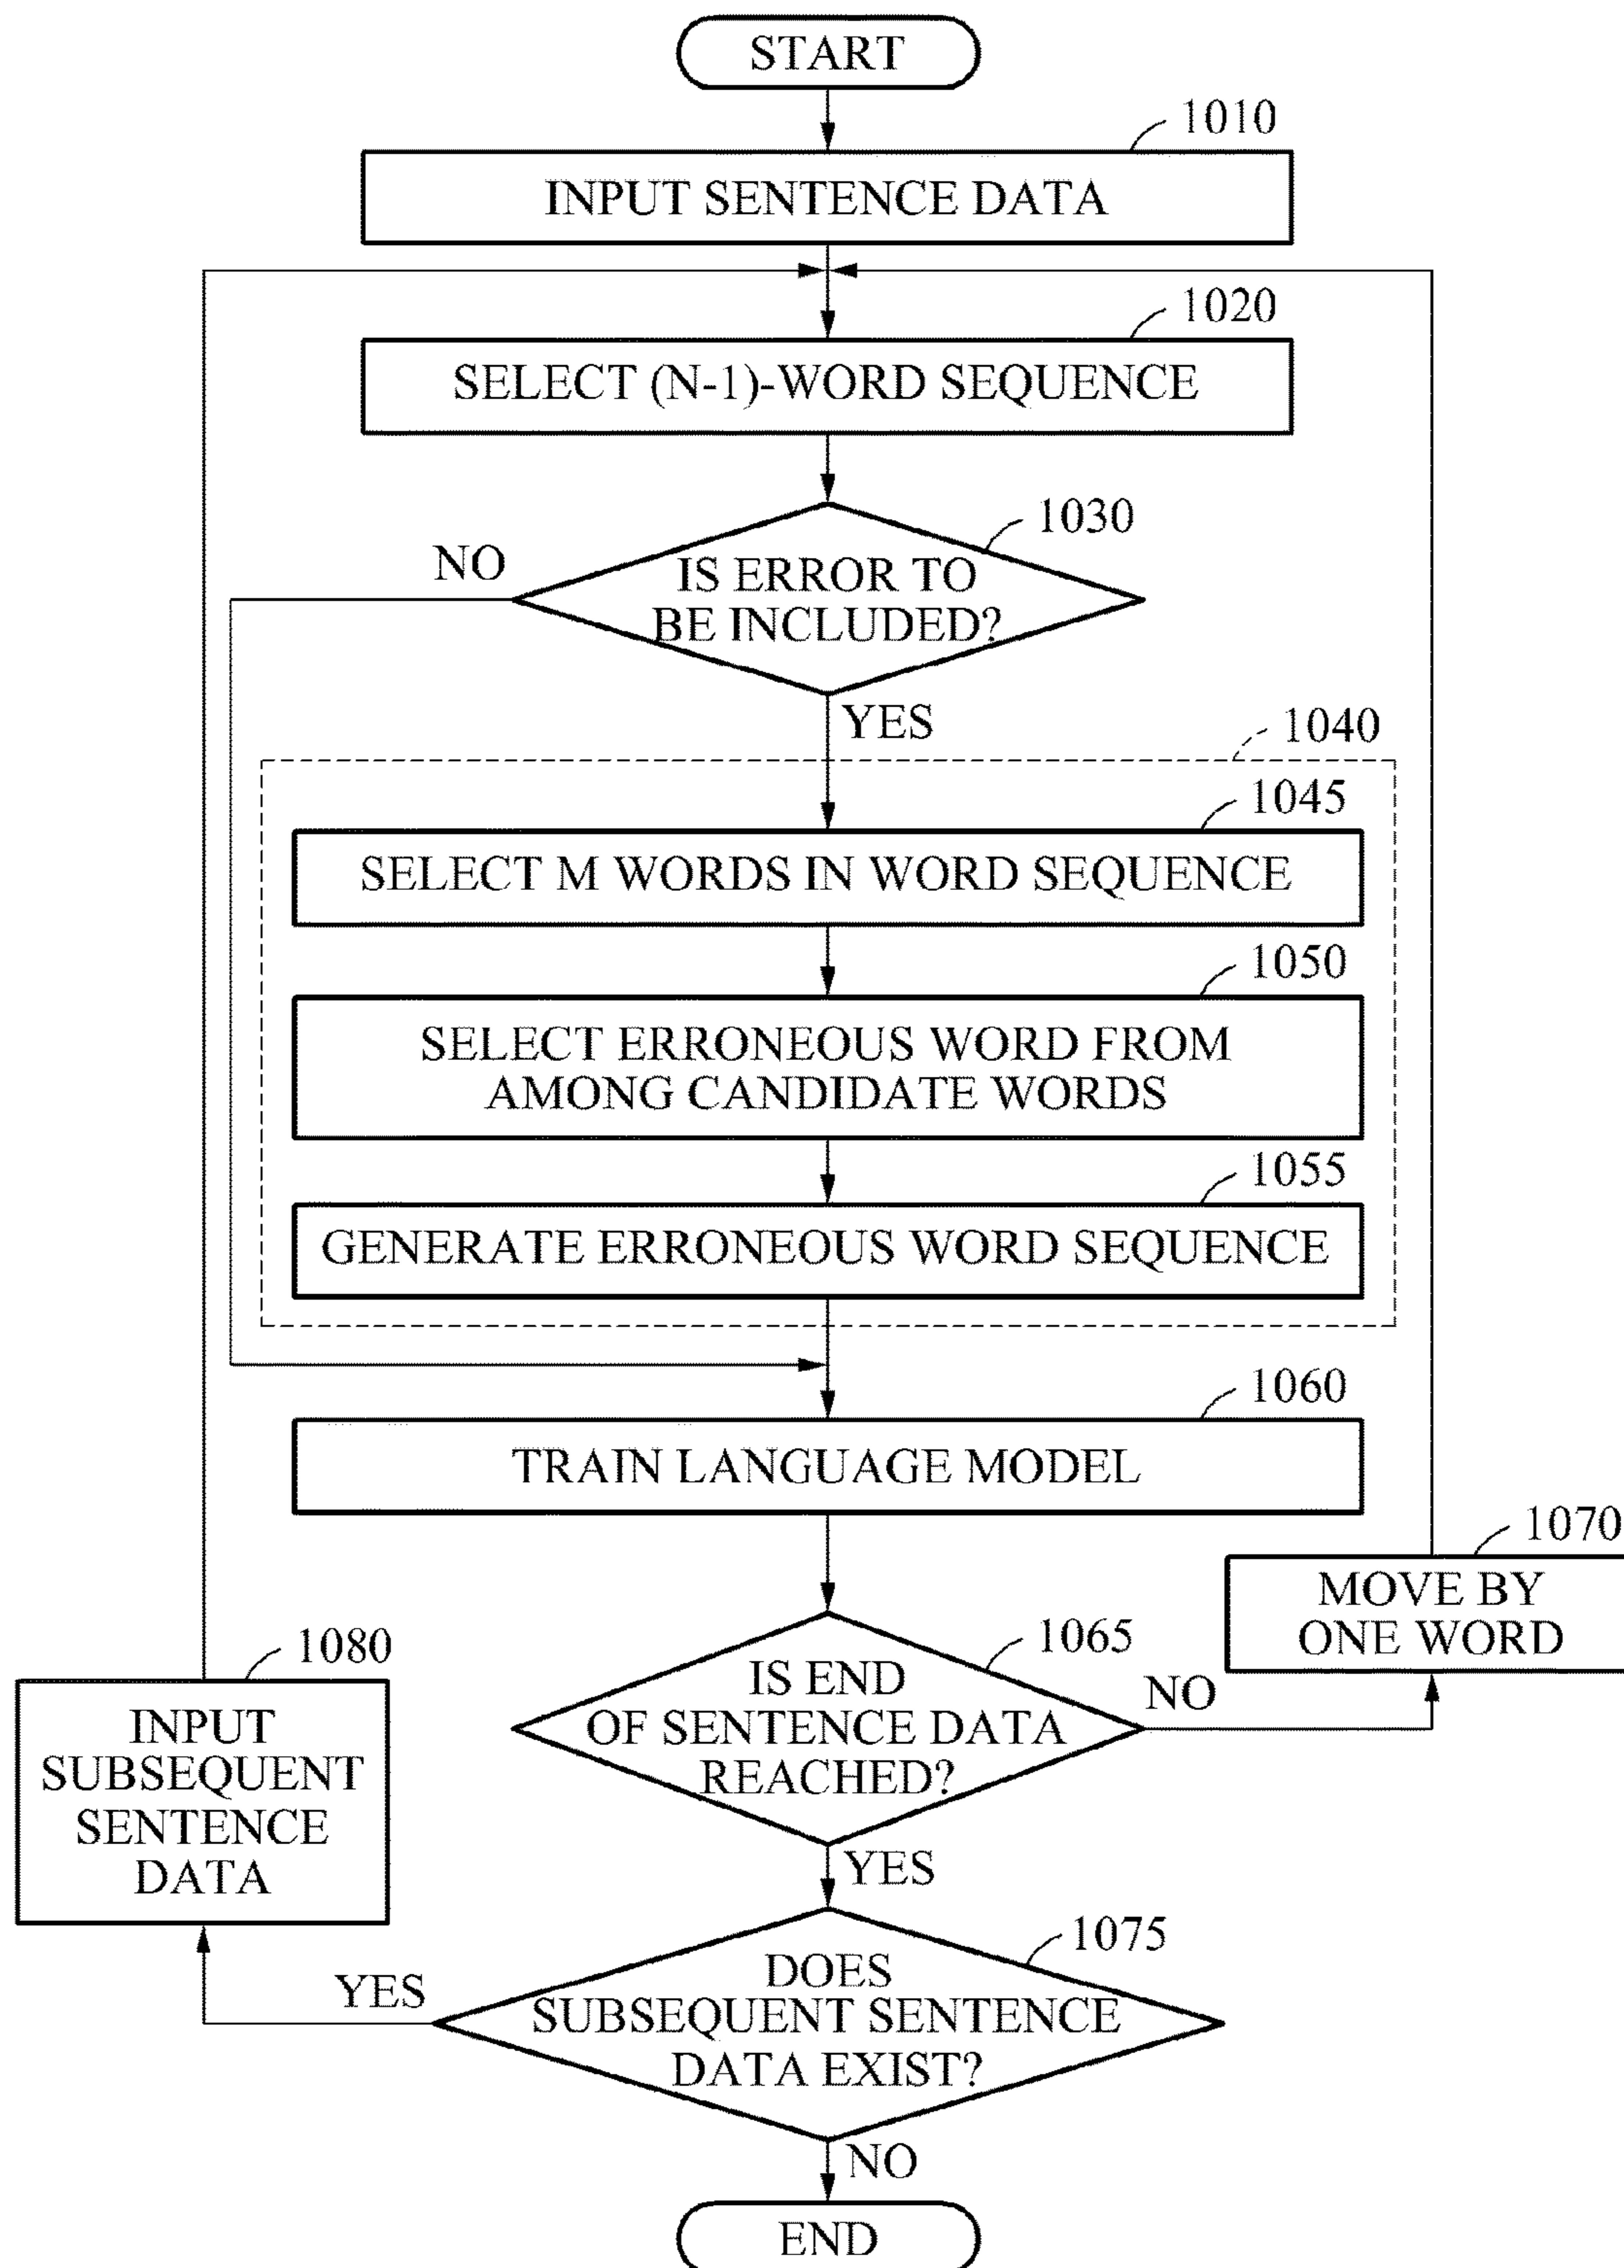 START
1010
INPUT SENTENCE DATA
1020
SELECT (N-1)-WORD SEQUENCE
1030
NO
IS ERROR TO
BE INCLUDED?
YES
1040
1045
SELECT M WORDS IN WORD SEQUENCE
1050
SELECT ERRONEOUS WORD FROM
AMONG CANDIDATE WORDS
1055
GENERATE ERRONEOUS WORD SEQUENCE
1060
TRAIN LANGUAGE MODEL
1070
MOVE BY
ONE WORD
1065
IS END
OF SENTENCE DATA
REACHED?
NO
YES
1080
INPUT
SUBSEQUENT
SENTENCE
DATA
1075
DOES
SUBSEQUENT SENTENCE
DATA EXIST?
YES
NO
END